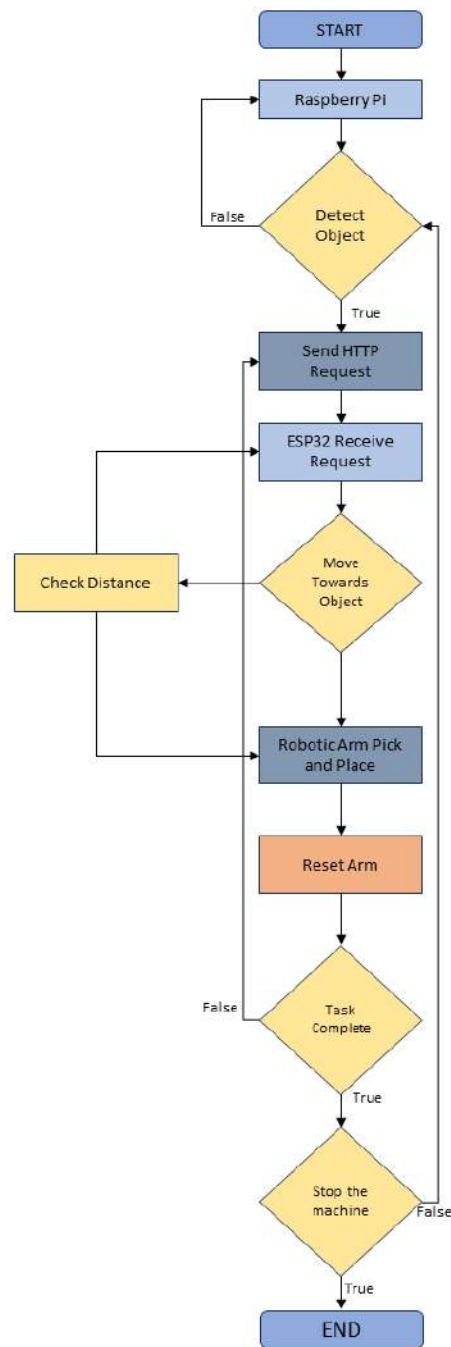 START
Raspberry Pi
False
Detect
Object
True
Send HTTP
Request
ESP32 Receive
Request
Check Distance
Move
Towards
Object
Robotic Arm Pick
and Place
Reset Arm
False
Task
Complete
True
Stop the
machine
False
True
END